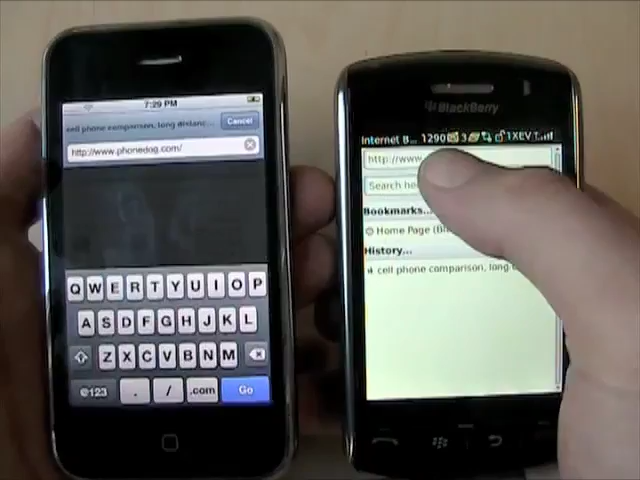 7:29 PM
cell phone comparison, long distanc...
Cancel
http://www.phonedog.com/
Q W E R T Y U I O P
A S D F G H J K L
Z X C V B N M
@123 . / .com Go
BlackBerry
Internet B... 1290 3 1XEV
http://www.
Search he
Bookmarks...
Home Page (Bl
History...
cell phone comparison, long